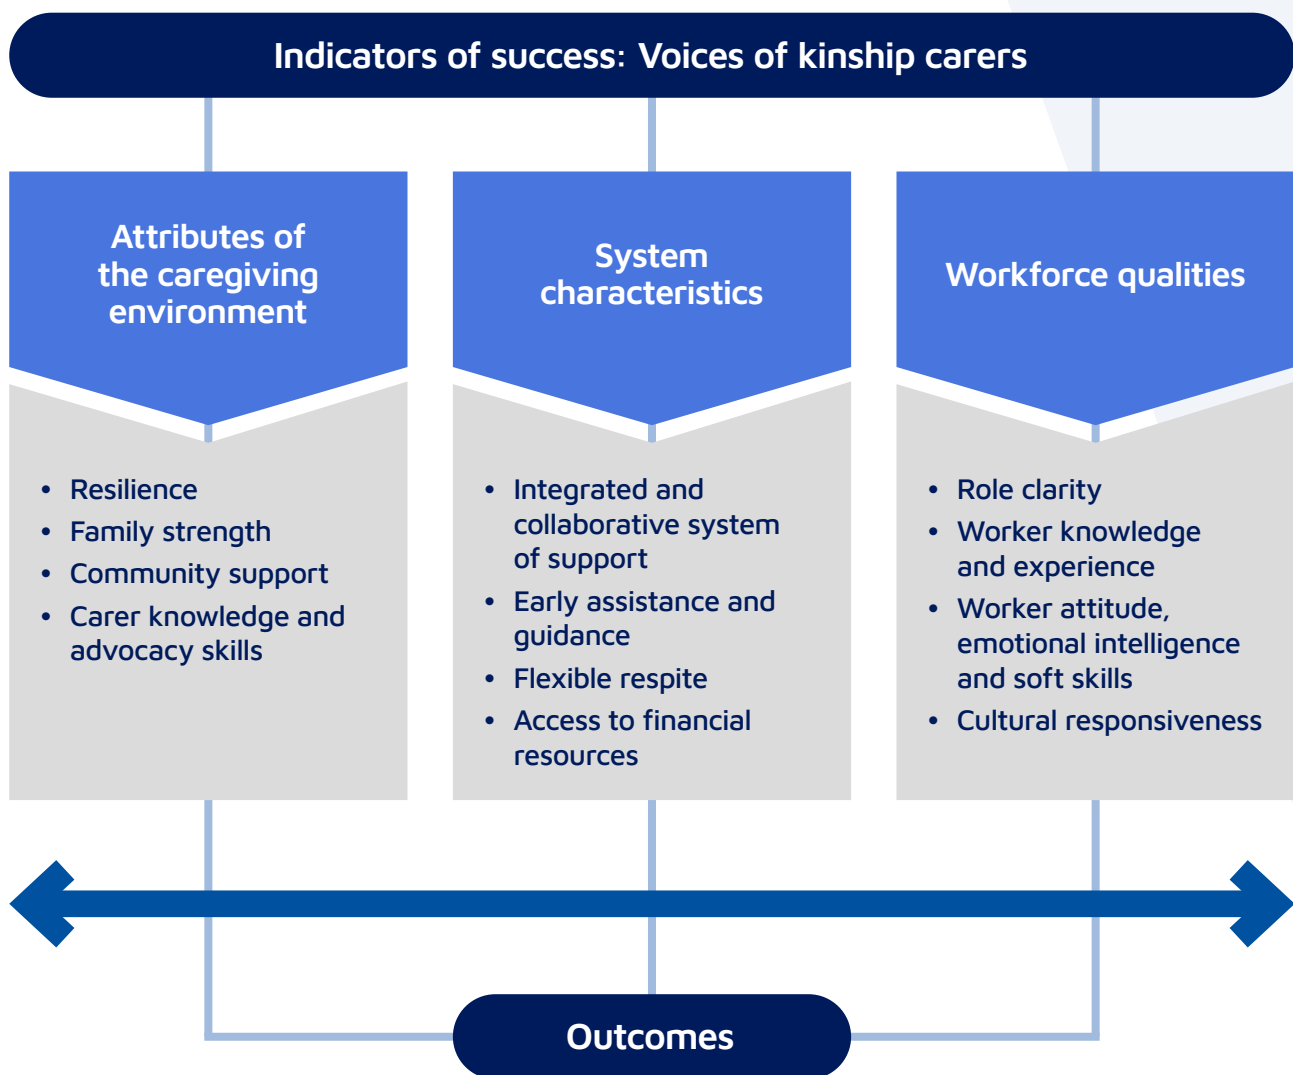 Indicators of success: Voices of kinship carers
Attributes of
the caregiving
environment
• Resilience
• Family strength
• Community support
• Carer knowledge and
advocacy skills
System
characteristics
• Integrated and
collaborative system
of support
• Early assistance and
guidance
• Flexible respite
• Access to financial
resources
Workforce qualities
• Role clarity
• Worker knowledge
and experience
• Worker attitude,
emotional intelligence
and soft skills
• Cultural responsiveness
Outcomes